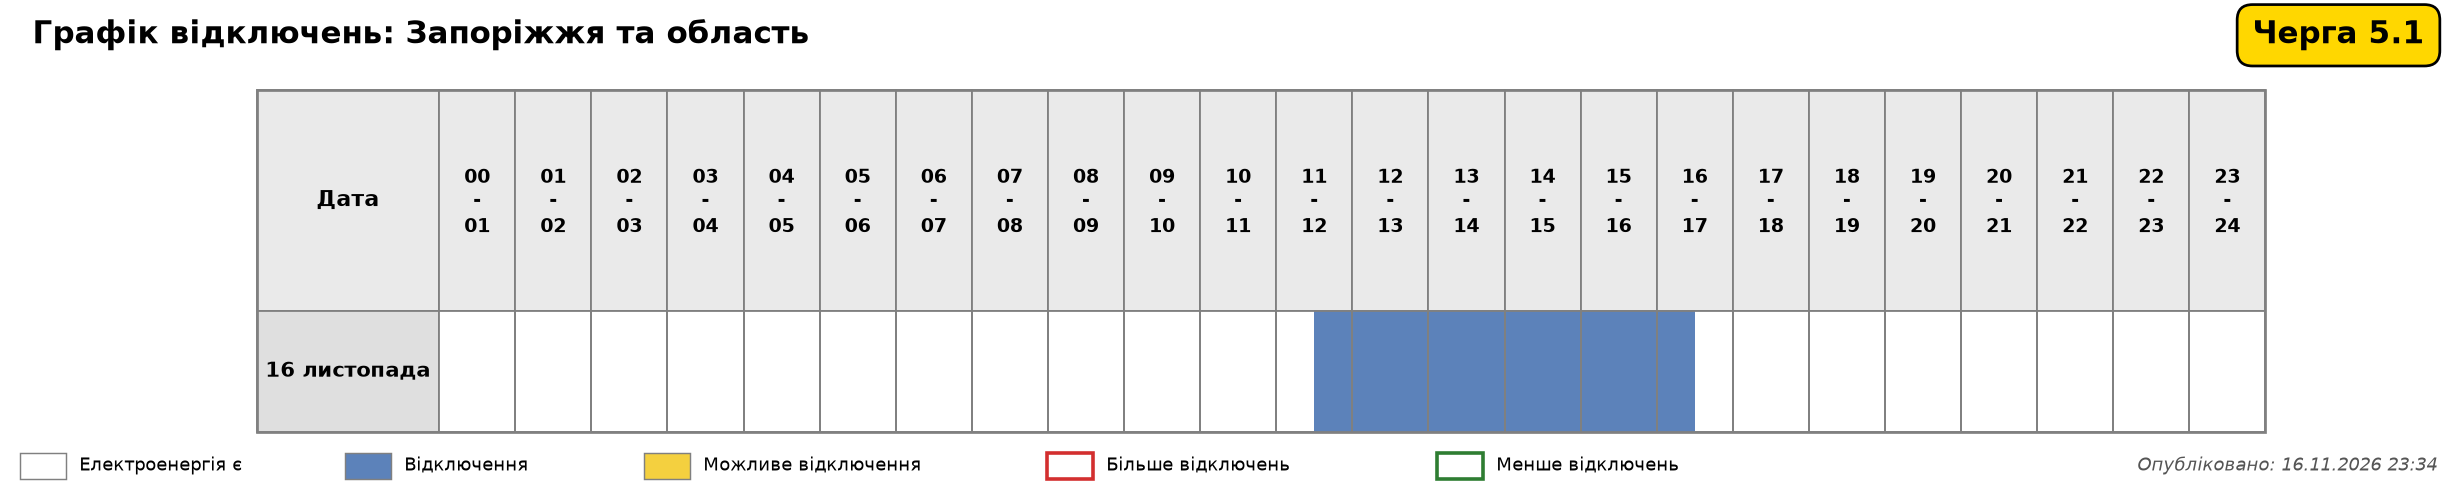 Графік відключень: Запоріжжя та область
Черга 5.1
Дата
00 - 01
01 - 02
02 - 03
03 - 04
04 - 05
05 - 06
06 - 07
07 - 08
08 - 09
09 - 10
10 - 11
11 - 12
12 - 13
13 - 14
14 - 15
15 - 16
16 - 17
17 - 18
18 - 19
19 - 20
20 - 21
21 - 22
22 - 23
23 - 24
16 листопада
Електроенергія є
Відключення
Можливе відключення
Більше відключень
Менше відключень
Опубліковано: 16.11.2026 23:34